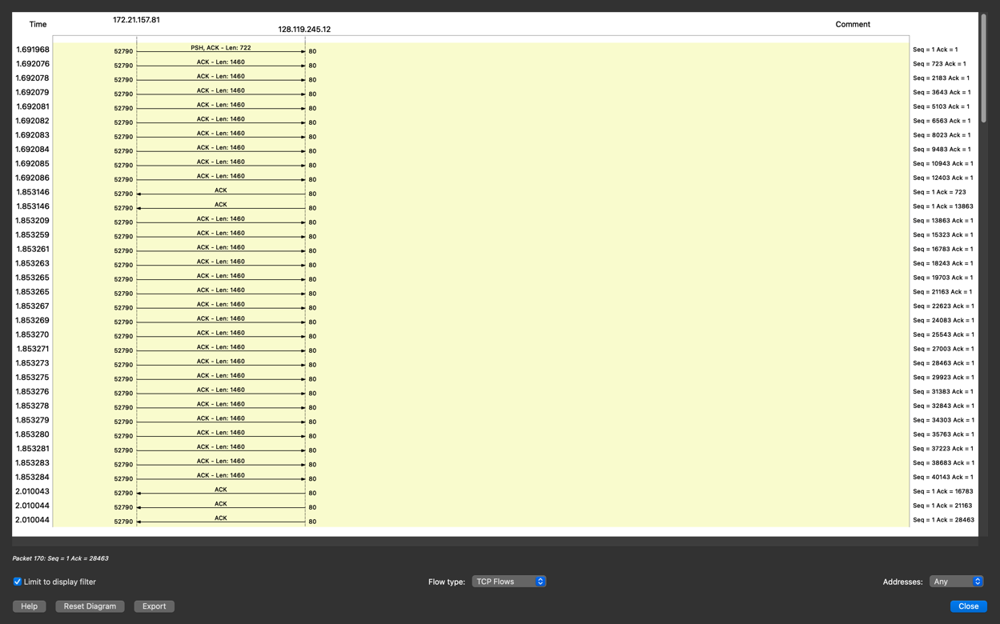 Time 172.21.157.81 128.119.245.12 Comment
1.691968 52790 PSH, ACK - Len: 722 80 Seq = 1 Ack = 1
1.692076 52790 ACK - Len: 1460 80 Seq = 723 Ack = 1
1.692078 52790 ACK - Len: 1460 80 Seq = 2183 Ack = 1
1.692079 52790 ACK - Len: 1460 80 Seq = 3643 Ack = 1
1.692081 52790 ACK - Len: 1460 80 Seq = 5103 Ack = 1
1.692082 52790 ACK - Len: 1460 80 Seq = 6563 Ack = 1
1.692083 52790 ACK - Len: 1460 80 Seq = 8023 Ack = 1
1.692084 52790 ACK - Len: 1460 80 Seq = 9483 Ack = 1
1.692085 52790 ACK - Len: 1460 80 Seq = 10943 Ack = 1
1.692086 52790 ACK - Len: 1460 80 Seq = 12403 Ack = 1
1.853146 52790 ACK 80 Seq = 1 Ack = 723
1.853146 52790 ACK 80 Seq = 1 Ack = 13863
1.853209 52790 ACK - Len: 1460 80 Seq = 13863 Ack = 1
1.853259 52790 ACK - Len: 1460 80 Seq = 15323 Ack = 1
1.853261 52790 ACK - Len: 1460 80 Seq = 16783 Ack = 1
1.853263 52790 ACK - Len: 1460 80 Seq = 18243 Ack = 1
1.853265 52790 ACK - Len: 1460 80 Seq = 19703 Ack = 1
1.853265 52790 ACK - Len: 1460 80 Seq = 21163 Ack = 1
1.853267 52790 ACK - Len: 1460 80 Seq = 22623 Ack = 1
1.853269 52790 ACK - Len: 1460 80 Seq = 24083 Ack = 1
1.853270 52790 ACK - Len: 1460 80 Seq = 25543 Ack = 1
1.853271 52790 ACK - Len: 1460 80 Seq = 27003 Ack = 1
1.853273 52790 ACK - Len: 1460 80 Seq = 28463 Ack = 1
1.853275 52790 ACK - Len: 1460 80 Seq = 29923 Ack = 1
1.853276 52790 ACK - Len: 1460 80 Seq = 31383 Ack = 1
1.853278 52790 ACK - Len: 1460 80 Seq = 32843 Ack = 1
1.853279 52790 ACK - Len: 1460 80 Seq = 34303 Ack = 1
1.853280 52790 ACK - Len: 1460 80 Seq = 35763 Ack = 1
1.853281 52790 ACK - Len: 1460 80 Seq = 37223 Ack = 1
1.853283 52790 ACK - Len: 1460 80 Seq = 38683 Ack = 1
1.853284 52790 ACK - Len: 1460 80 Seq = 40143 Ack = 1
2.010043 52790 ACK 80 Seq = 1 Ack = 16783
2.010044 52790 ACK 80 Seq = 1 Ack = 21163
2.010044 52790 ACK 80 Seq = 1 Ack = 28463
Packet 170: Seq = 1 Ack = 28463
Limit to display filter Flow type: TCP Flows Addresses: Any
Help Reset Diagram Export Close